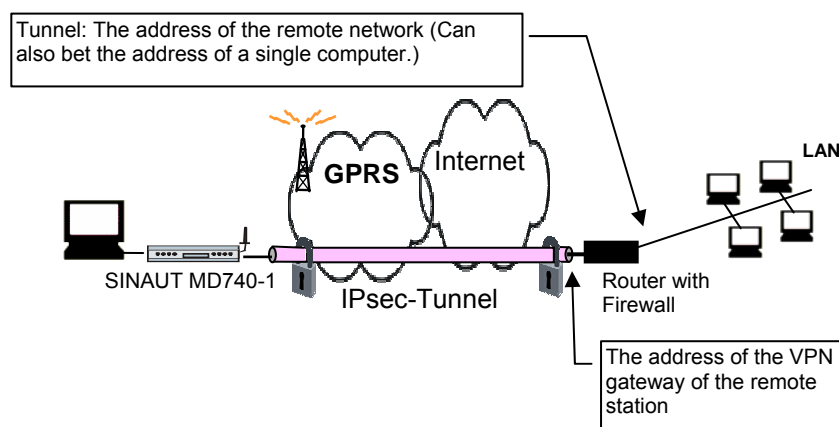 Tunnel: The address of the remote network (Can
also bet the address of a single computer.)
GPRS
Internet
LAN
SINAUT MD740-1
IPsec-Tunnel
Router with
Firewall
The address of the VPN
gateway of the remote
station